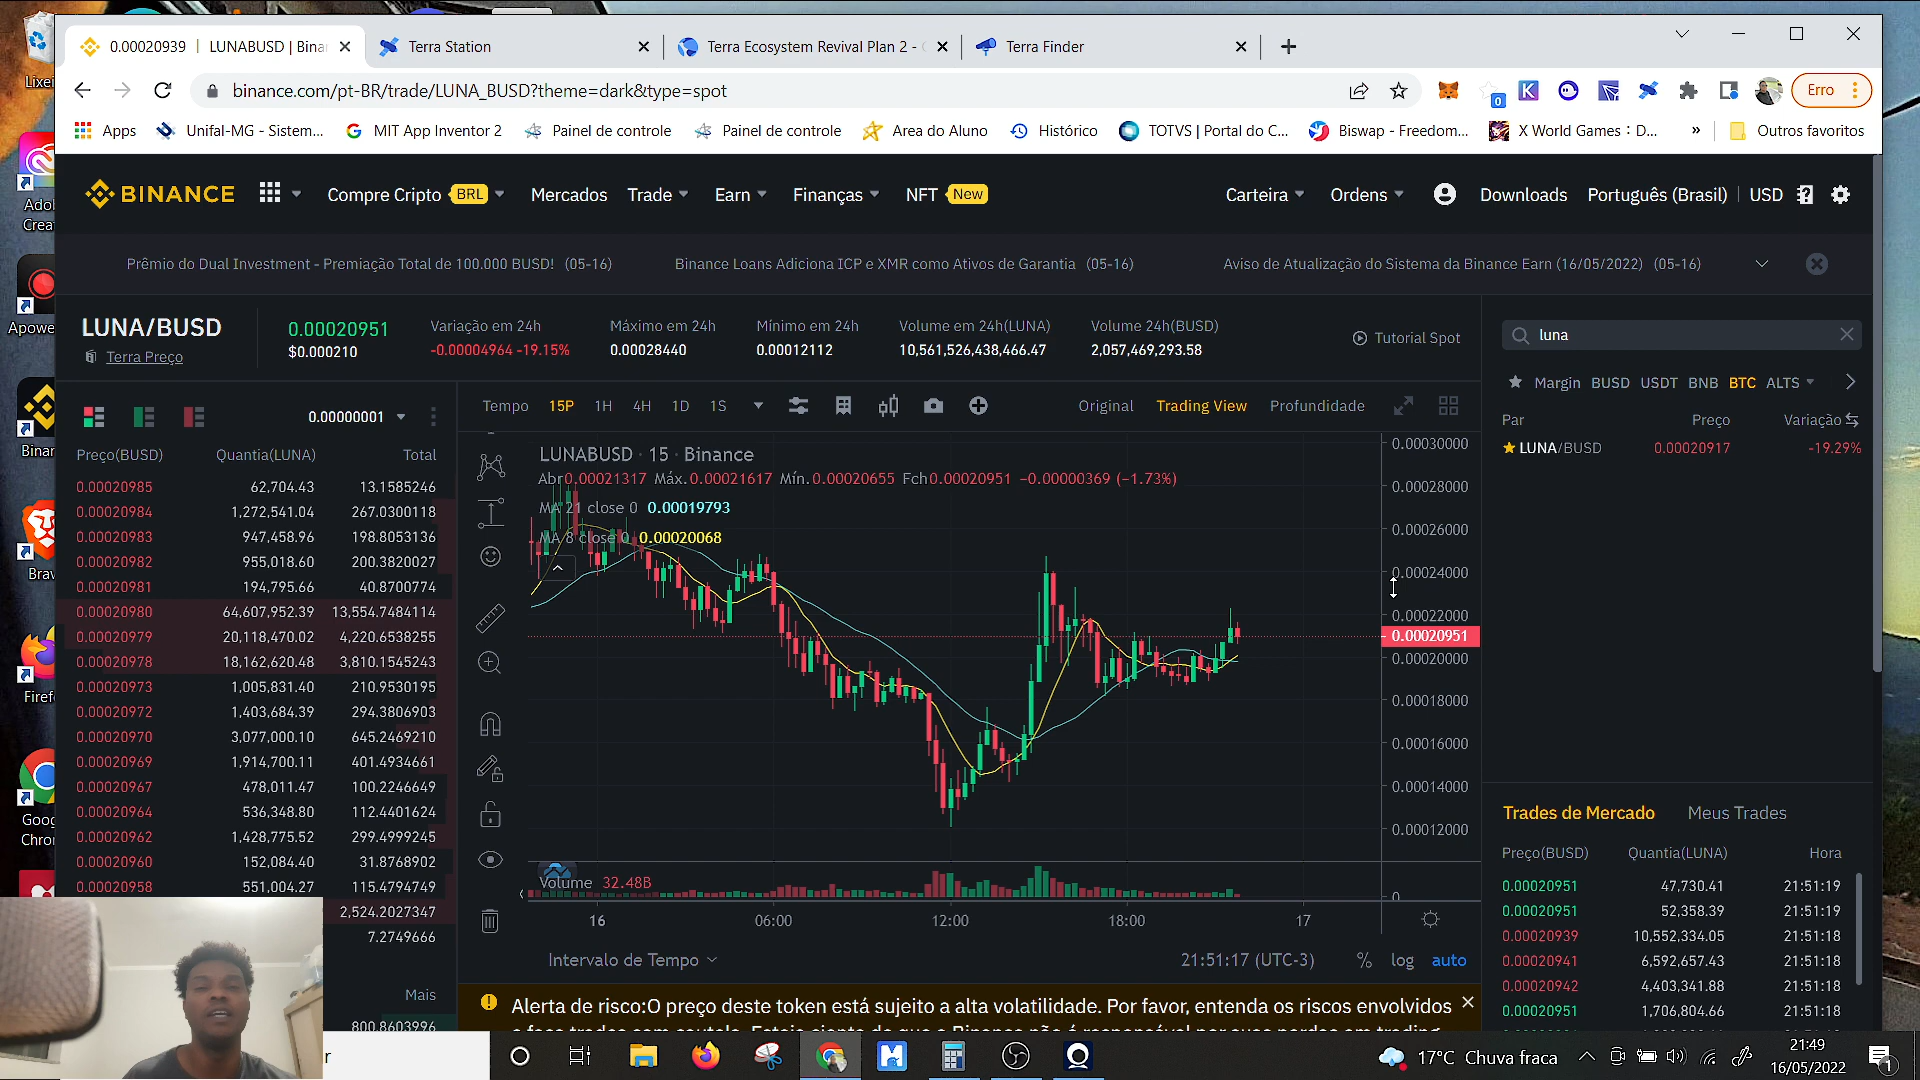 0.00020939 | LUNABUSD | Bina
Terra Station
Terra Ecosystem Revival Plan 2 -
Terra Finder
binance.com/pt-BR/trade/LUNA_BUSD?theme=dark&type=spot
0
Erro
Apps
Unifal-MG - Sistem...
MIT App Inventor 2
Painel de controle
Painel de controle
Area do Aluno
Histórico
TOTVS | Portal do C...
Biswap - Freedom...
X World Games : D...
»
Outros favoritos
BINANCE
Compre Cripto BRL
Mercados
Trade
Earn
Finanças
NFT New
Carteira
Ordens
Downloads
Português (Brasil)
USD
Prêmio do Dual Investment - Premiação Total de 100.000 BUSD! (05-16)
Binance Loans Adiciona ICP e XMR como Ativos de Garantia (05-16)
Aviso de Atualização do Sistema da Binance Earn (16/05/2022) (05-16)
LUNA/BUSD
Terra Preço
0.00020951
$0.000210
Variação em 24h
-0.00004964 -19.15%
Máximo em 24h
0.00028440
Mínimo em 24h
0.00012112
Volume em 24h(LUNA)
10,561,526,438,466.47
Volume 24h(BUSD)
2,057,469,293.58
Tutorial Spot
0.00000001
Preço(BUSD) Quantia(LUNA) Total
0.00020985 62,704.43 13.1585246
0.00020984 1,272,541.04 267.0300118
0.00020983 947,458.96 198.8053136
0.00020982 955,018.60 200.3820027
0.00020981 194,795.66 40.8700774
0.00020980 64,607,952.39 13,554.7484114
0.00020979 20,118,470.02 4,220.6538255
0.00020978 18,162,620.48 3,810.1545243
0.00020973 1,005,831.40 210.9530195
0.00020972 1,403,684.39 294.3806903
0.00020970 3,077,000.10 645.2469210
0.00020969 1,914,700.11 401.4934661
0.00020967 478,011.47 100.2246649
0.00020964 536,348.80 112.4401624
0.00020962 1,428,775.52 299.4999245
0.00020960 152,084.40 31.8768902
0.00020958 551,004.27 115.4794749
2,524.2027347
7.2749666
Mais
800.8603996
Tempo 15P 1H 4H 1D 1S
Original Trading View Profundidade
LUNABUSD · 15 · Binance
Abr0.00021317 Máx.0.00021617 Mín.0.00020655 Fch0.00020951 −0.00000369 (−1.73%)
MA 21 close 0 0.00019793
MA 8 close 0 0.00020068
0.00030000
0.00028000
0.00026000
0.00024000
0.00022000
0.00020951
0.00020000
0.00018000
0.00016000
0.00014000
0.00012000
Volume 32.48B
0
16 06:00 12:00 18:00 17
Intervalo de Tempo
21:51:17 (UTC-3) % log auto
Alerta de risco:O preço deste token está sujeito a alta volatilidade. Por favor, entenda os riscos envolvidos
luna
Margin BUSD USDT BNB BTC ALTS
Par Preço Variação
LUNA/BUSD 0.00020917 -19.29%
Trades de Mercado Meus Trades
Preço(BUSD) Quantia(LUNA) Hora
0.00020951 47,730.41 21:51:19
0.00020951 52,358.39 21:51:19
0.00020939 10,552,334.05 21:51:18
0.00020941 6,592,657.43 21:51:18
0.00020942 4,403,341.88 21:51:18
0.00020951 1,706,804.66 21:51:18
Lixei
Ado
Crea
Apowe
Binar
Brav
Firef
Goog
Chro
r
17°C Chuva fraca
21:49
16/05/2022
1